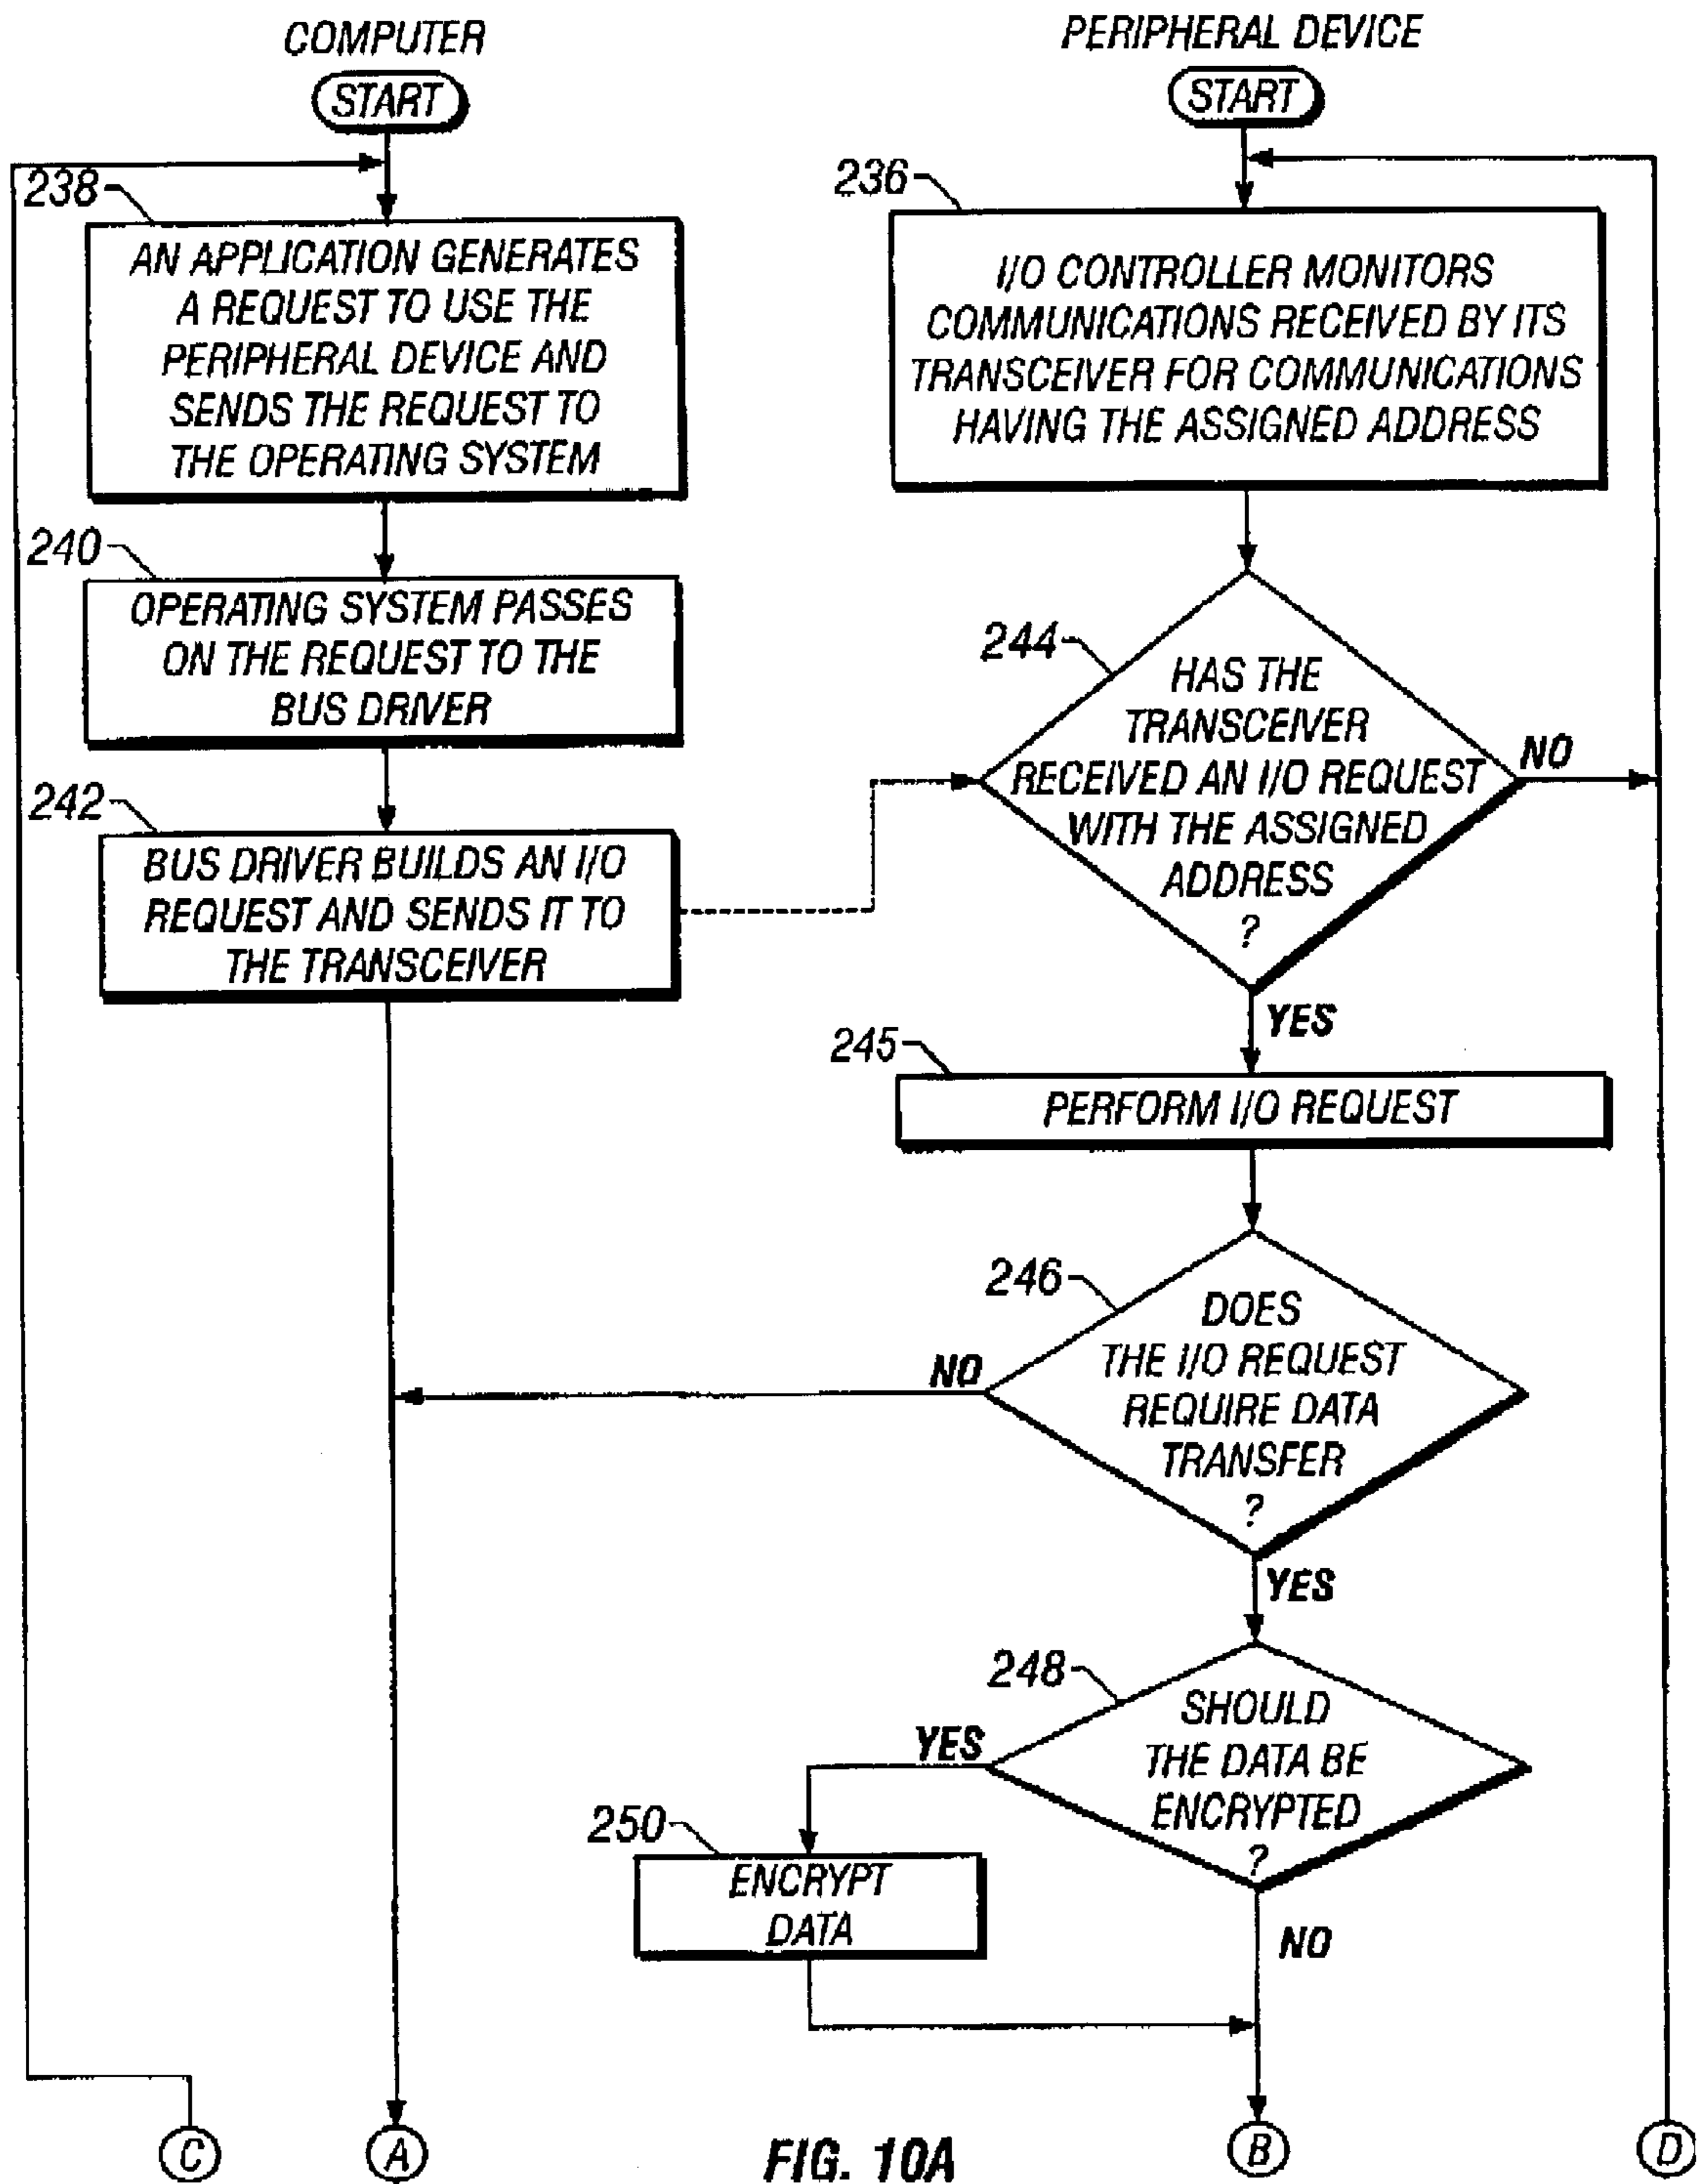 COMPUTER
START
238
AN APPLICATION GENERATES
A REQUEST TO USE THE
PERIPHERAL DEVICE AND
SENDS THE REQUEST TO
THE OPERATING SYSTEM
240
OPERATING SYSTEM PASSES
ON THE REQUEST TO THE
BUS DRIVER
242
BUS DRIVER BUILDS AN I/O
REQUEST AND SENDS IT TO
THE TRANSCEIVER
PERIPHERAL DEVICE
START
236
I/O CONTROLLER MONITORS
COMMUNICATIONS RECEIVED BY ITS
TRANSCEIVER FOR COMMUNICATIONS
HAVING THE ASSIGNED ADDRESS
244
HAS THE
TRANSCEIVER
RECEIVED AN I/O REQUEST
WITH THE ASSIGNED
ADDRESS
?
NO
YES
245
PERFORM I/O REQUEST
246
DOES
THE I/O REQUEST
REQUIRE DATA
TRANSFER
?
NO
YES
248
SHOULD
THE DATA BE
ENCRYPTED
?
YES
NO
250
ENCRYPT
DATA
C
A
B
D
FIG. 10A